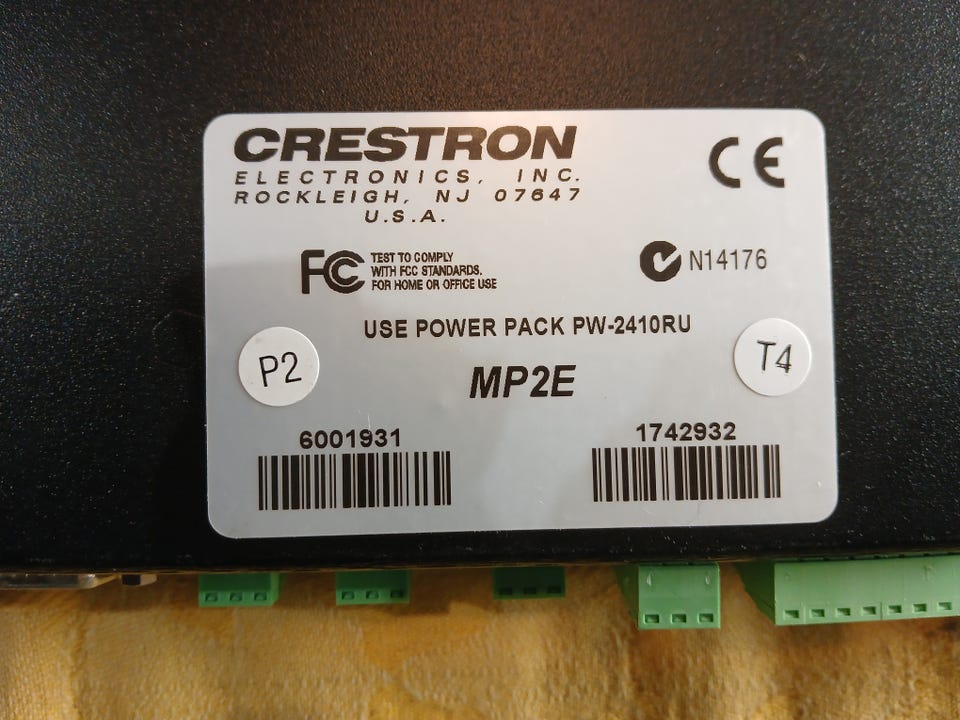 CRESTRON
ELECTRONICS, INC.
ROCKLEIGH, NJ 07647
U.S.A.
CE
FC TEST TO COMPLY
WITH FCC STANDARDS.
FOR HOME OR OFFICE USE
N14176
USE POWER PACK PW-2410RU
P2
MP2E
T4
6001931
1742932